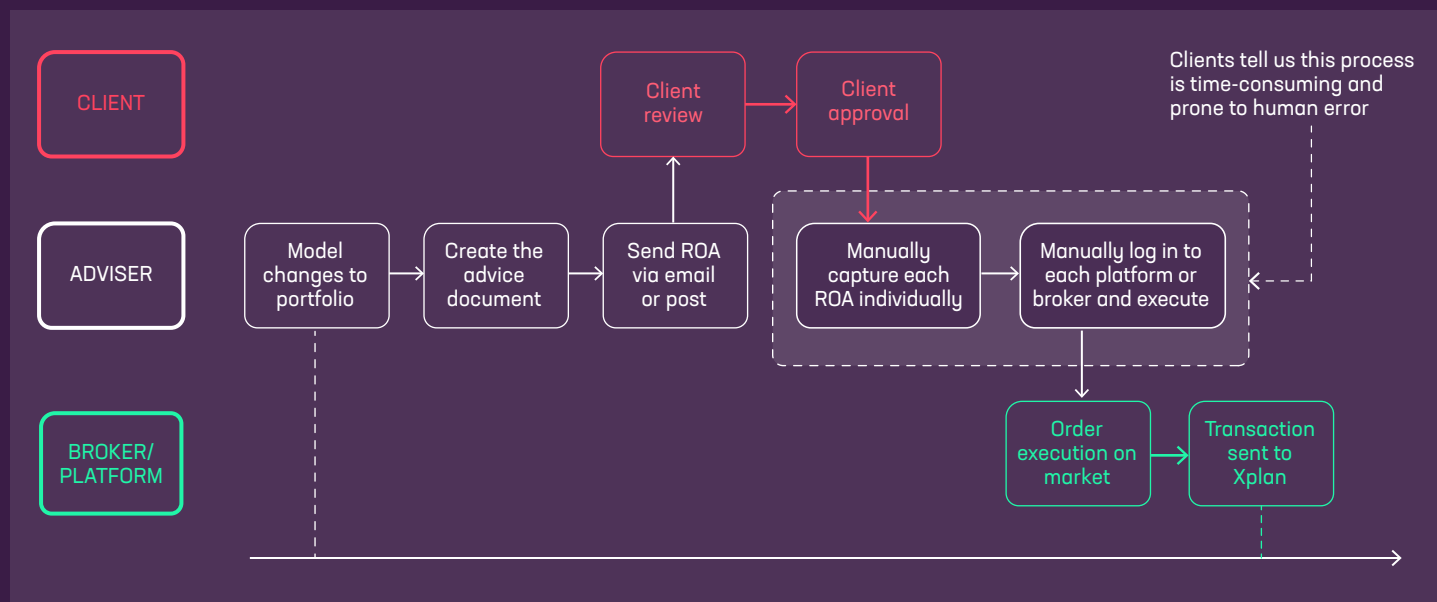 CLIENT
Client
review
Client
approval
Clients tell us this process
is time-consuming and
prone to human error
ADVISER
Model
changes to
portfolio
Create the
advice
document
Send ROA
via email
or post
Manually
capture each
ROA individually
Manually log in to
each platform or
broker and execute
BROKER/
PLATFORM
Order
execution on
market
Transaction
sent to
Xplan